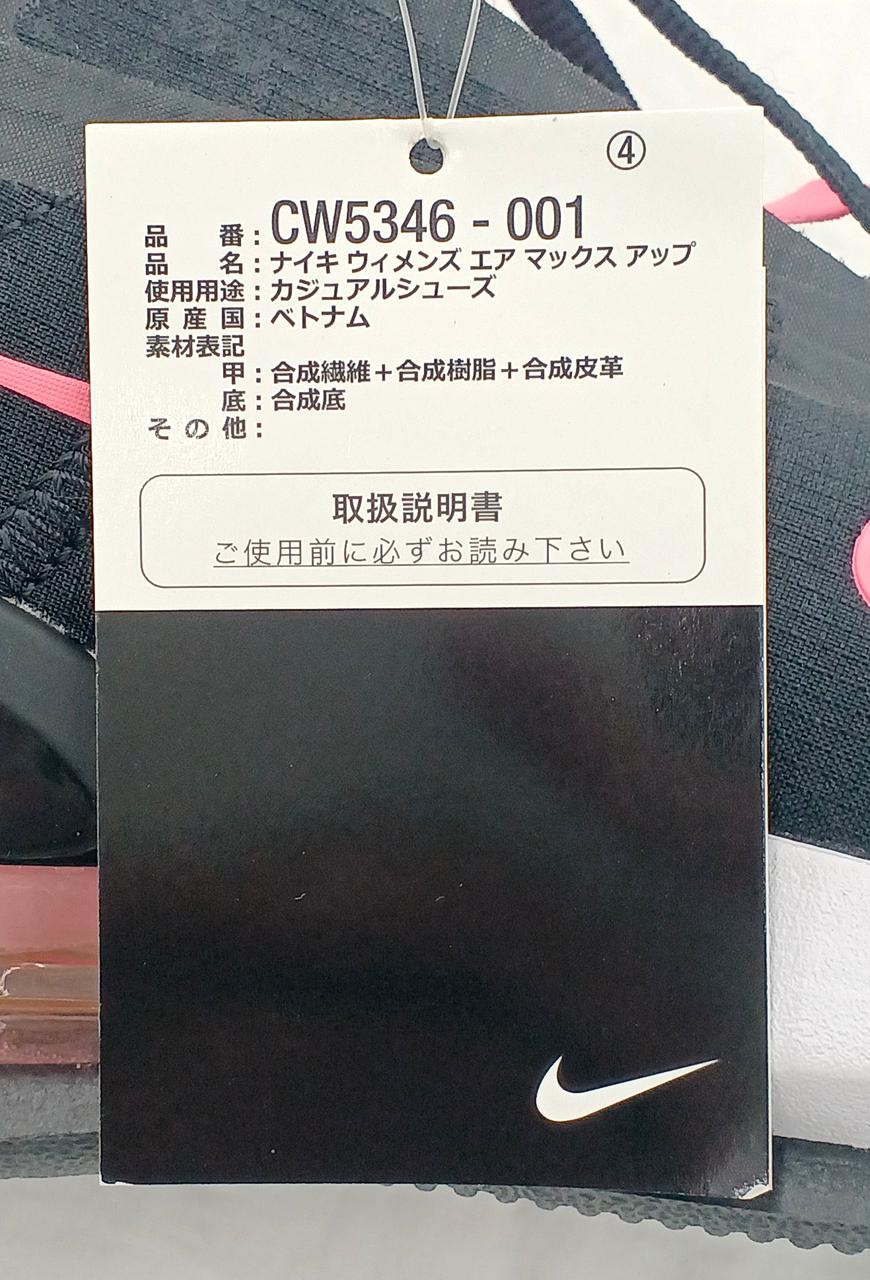 ④
品番：CW5346 - 001
品名：ナイキ ウィメンズ エア マックス アップ
使用用途：カジュアルシューズ
原産国：ベトナム
素材表記
甲：合成繊維＋合成樹脂＋合成皮革
底：合成底
その他：
取扱説明書
ご使用前に必ずお読み下さい